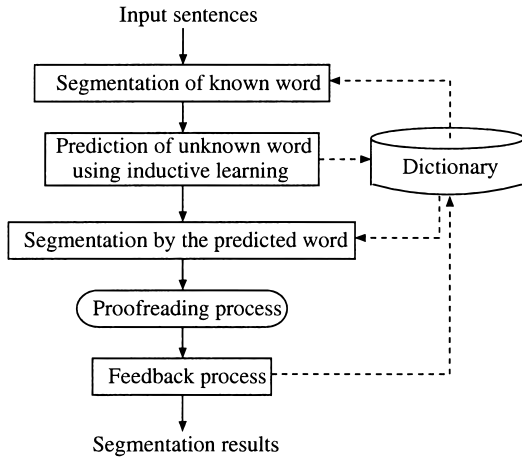 Input sentences
Segmentation of known word
Prediction of unknown word
using inductive learning
Dictionary
Segmentation by the predicted word
Proofreading process
Feedback process
Segmentation results